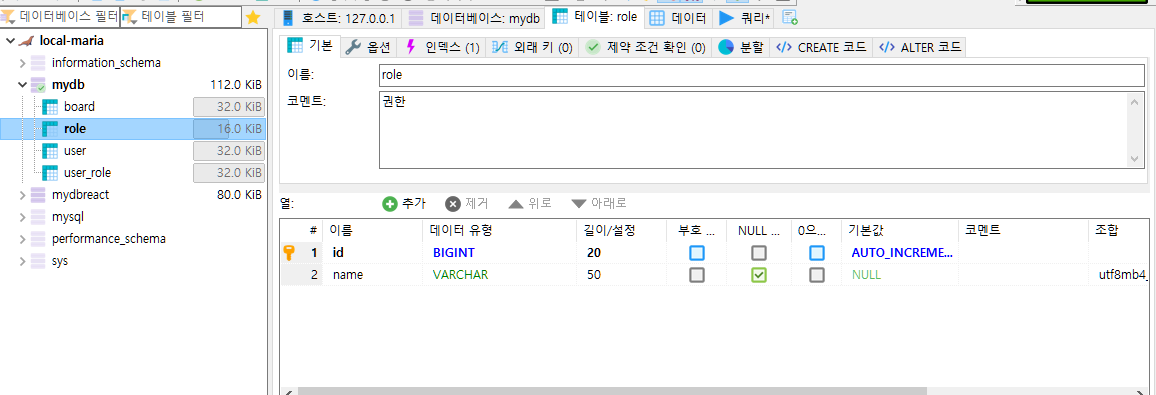 데이터베이스 필터 테이블 필터
호스트: 127.0.0.1 데이터베이스: mydb 테이블: role 데이터 쿼리*
local-maria
information_schema
mydb 112.0 KiB
board 32.0 KiB
role 16.0 KiB
user 32.0 KiB
user_role 32.0 KiB
mydbreact 80.0 KiB
mysql
performance_schema
sys
기본 옵션 인덱스 (1) 외래 키 (0) 제약 조건 확인 (0) 분할 CREATE 코드 ALTER 코드
이름: role
코멘트: 권한
열: 추가 제거 위로 아래로
# 이름 데이터 유형 길이/설정 부호 ... NULL ... 0으... 기본값 코멘트 조합
1 id BIGINT 20 AUTO_INCREME...
2 name VARCHAR 50 NULL utf8mb4_